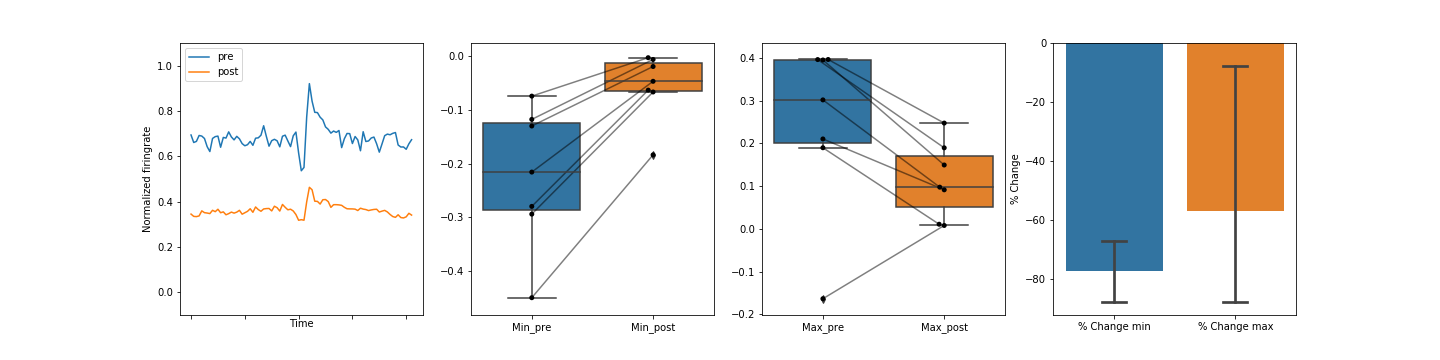 pre
post
Normalized firingrate
1.0
0.8
0.6
0.4
0.2
0.0
Time
0.0
−0.1
−0.2
−0.3
−0.4
Min_pre
Min_post
0.4
0.3
0.2
0.1
0.0
−0.1
−0.2
Max_pre
Max_post
% Change
0
−20
−40
−60
−80
% Change min
% Change max